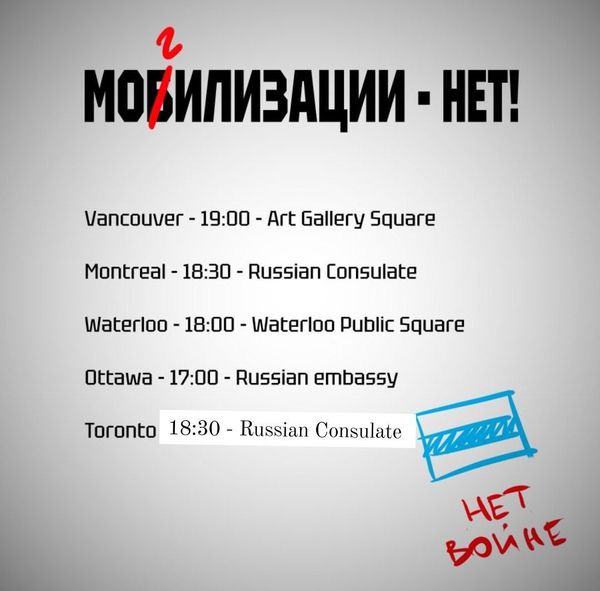 г
МОБИЛИЗАЦИИ - НЕТ!
Vancouver - 19:00 - Art Gallery Square
Montreal - 18:30 - Russian Consulate
Waterloo - 18:00 - Waterloo Public Square
Ottawa - 17:00 - Russian embassy
Toronto 18:30 - Russian Consulate
НЕТ
ВОЙНЕ